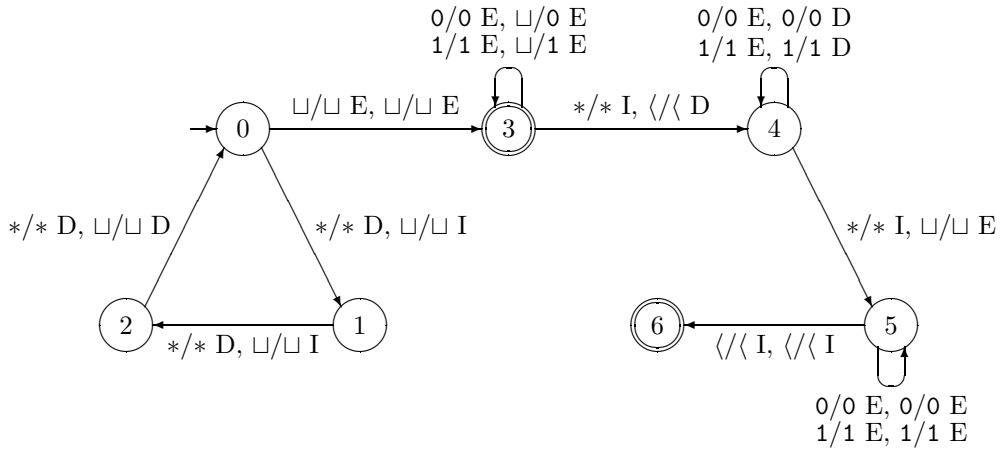 0/0 E, ⊔/0 E
1/1 E, ⊔/1 E
0/0 E, 0/0 D
1/1 E, 1/1 D
0
⊔/⊔ E, ⊔/⊔ E
3
*/* I, ⟨/⟨ D
4
*/* D, ⊔/⊔ D
*/* D, ⊔/⊔ I
*/* I, ⊔/⊔ E
2
*/* D, ⊔/⊔ I
1
6
⟨/⟨ I, ⟨/⟨ I
5
0/0 E, 0/0 E
1/1 E, 1/1 E